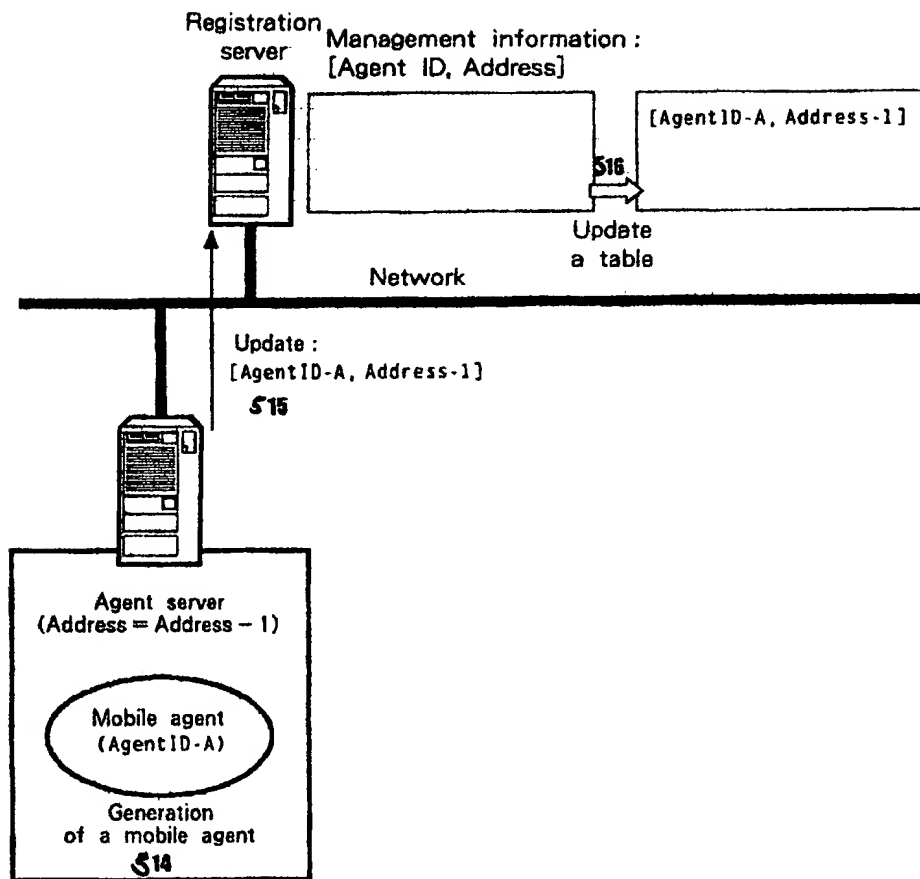 Registration
server
Management information :
[Agent ID, Address]
[AgentID-A, Address-1]
S16
Update
a table
Network
Update :
[AgentID-A, Address-1]
S15
Agent server
(Address = Address - 1)
Mobile agent
(AgentID-A)
Generation
of a mobile agent
S14